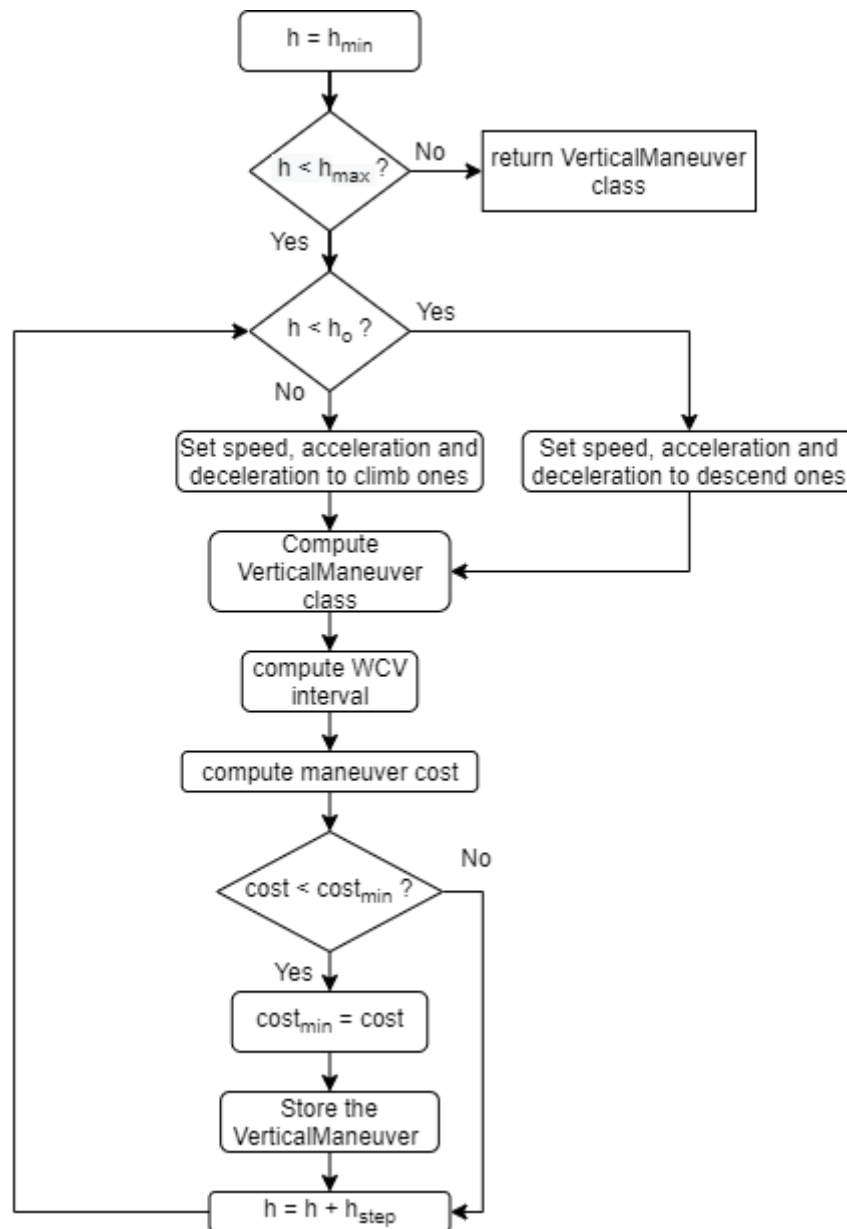 h = hmin
h < hmax ?
No
return VerticalManeuver
class
Yes
h < ho ?
Yes
No
Set speed, acceleration and
deceleration to climb ones
Set speed, acceleration and
deceleration to descend ones
Compute
VerticalManeuver
class
compute WCV
interval
compute maneuver cost
cost < costmin ?
No
Yes
costmin = cost
Store the
VerticalManeuver
h = h + hstep